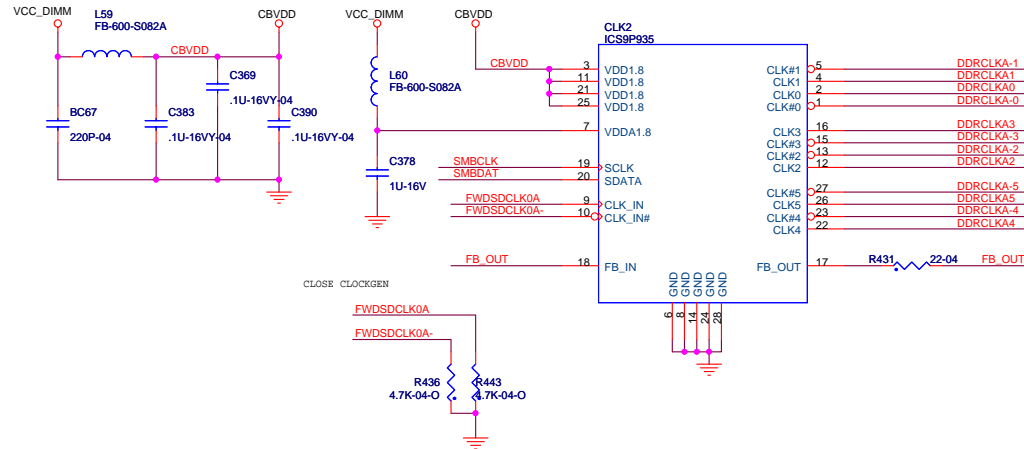 VCC_DIMM
L59
FB-600-S082A
CBVDD
VCC_DIMM
CBVDD
CLK2
ICS9P935
CBVDD
C369
.1U-16VY-04
BC67
220P-04
C383
.1U-16VY-04
C390
.1U-16VY-04
L60
FB-600-S082A
C378
1U-16V
CBVDD
3 VDD1.8
11 VDD1.8
21 VDD1.8
25 VDD1.8
7 VDDA1.8
SMBCLK 19 SCLK
SMBDAT 20 SDATA
FWDSDCLK0A 9 CLK_IN
FWDSDCLK0A- 10 CLK_IN#
FB_OUT 18 FB_IN
CLK#1 5 DDRCLKA-1
CLK1 4 DDRCLKA1
CLK0 2 DDRCLKA0
CLK#0 1 DDRCLKA-0
CLK3 16 DDRCLKA3
CLK#3 15 DDRCLKA-3
CLK#2 13 DDRCLKA-2
CLK2 12 DDRCLKA2
CLK#5 27 DDRCLKA-5
CLK5 26 DDRCLKA5
CLK#4 23 DDRCLKA-4
CLK4 22 DDRCLKA4
FB_OUT 17 R431 22-04 FB_OUT
GND GND GND GND GND
6 8 14 24 28
CLOSE CLOCKGEN
FWDSDCLK0A
FWDSDCLK0A-
R436
4.7K-04-O
R443
4.7K-04-O